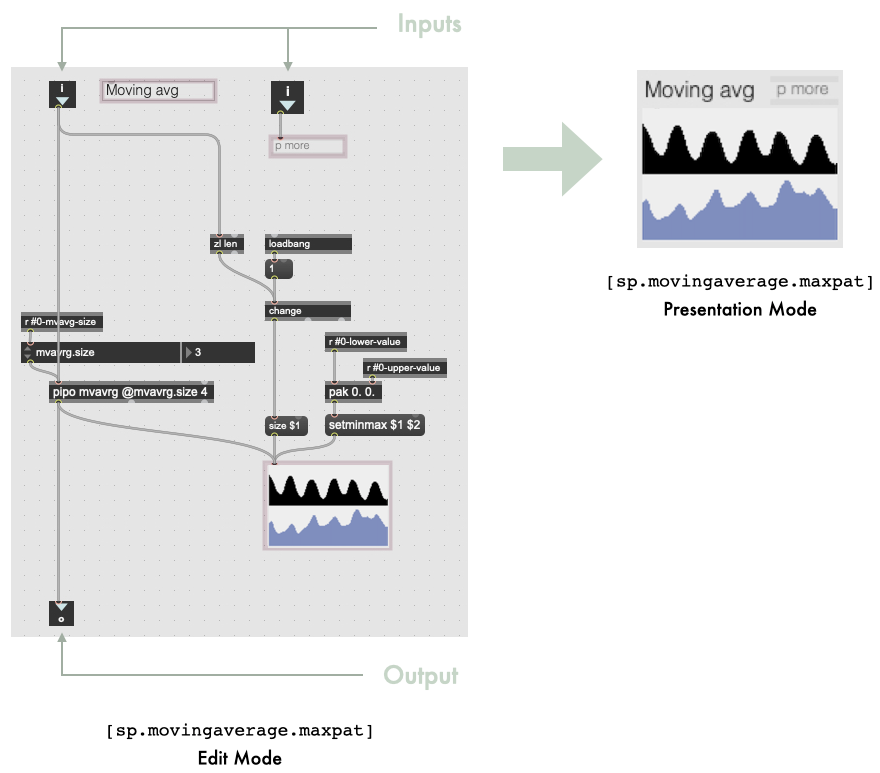 Inputs
i
Moving avg
i
p more
Moving avg
p more
zl len
loadbang
1
change
[sp.movingaverage.maxpat]
Presentation Mode
r #0-mvavg-size
r #0-lower-value
mvavrg.size
3
r #0-upper-value
pipo mvavrg @mvavrg.size 4
pak 0. 0.
size $1
setminmax $1 $2
o
Output
[sp.movingaverage.maxpat]
Edit Mode